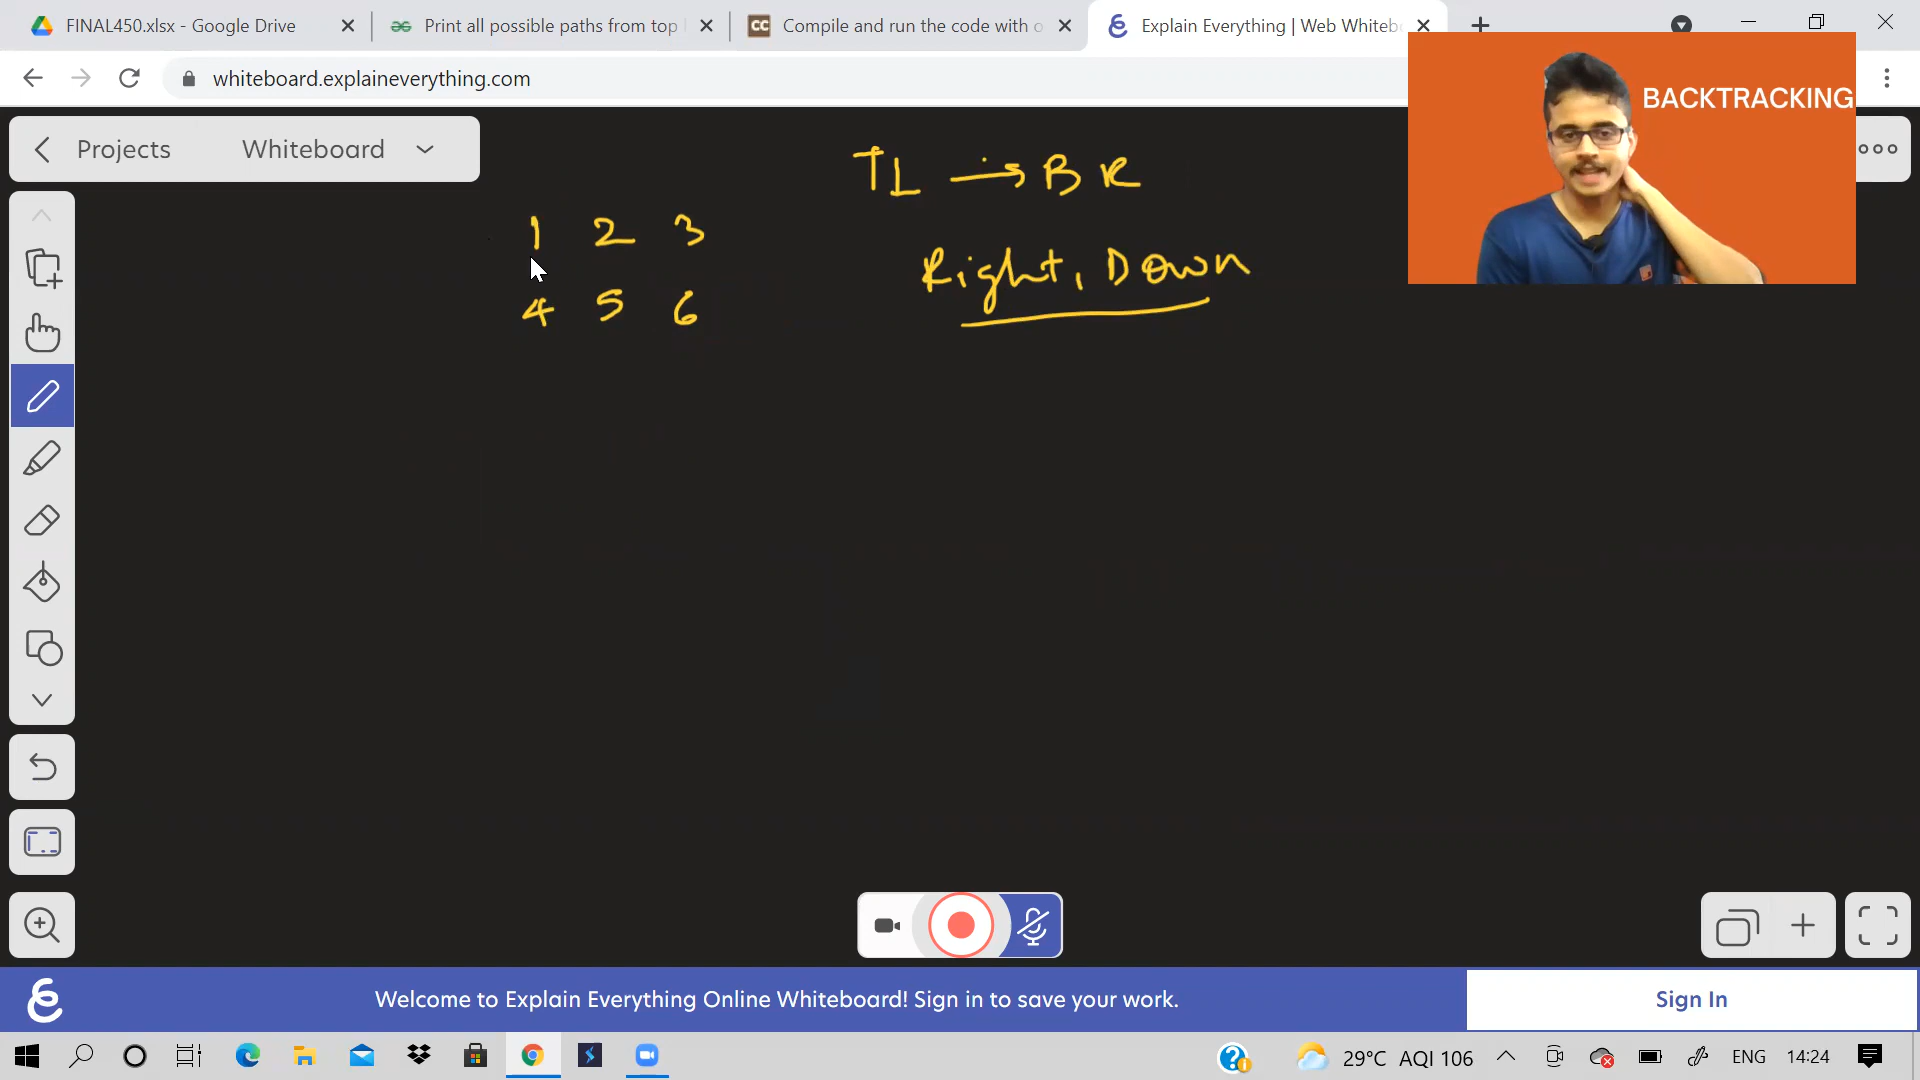 FINAL450.xlsx - Google Drive
Print all possible paths from top
Compile and run the code with o
Explain Everything | Web Whiteb
whiteboard.explaineverything.com
BACKTRACKING
Projects Whiteboard
TL → BR
1 2 3
Right, Down
4 5 6
Welcome to Explain Everything Online Whiteboard! Sign in to save your work.
Sign In
29°C AQI 106
ENG
14:24